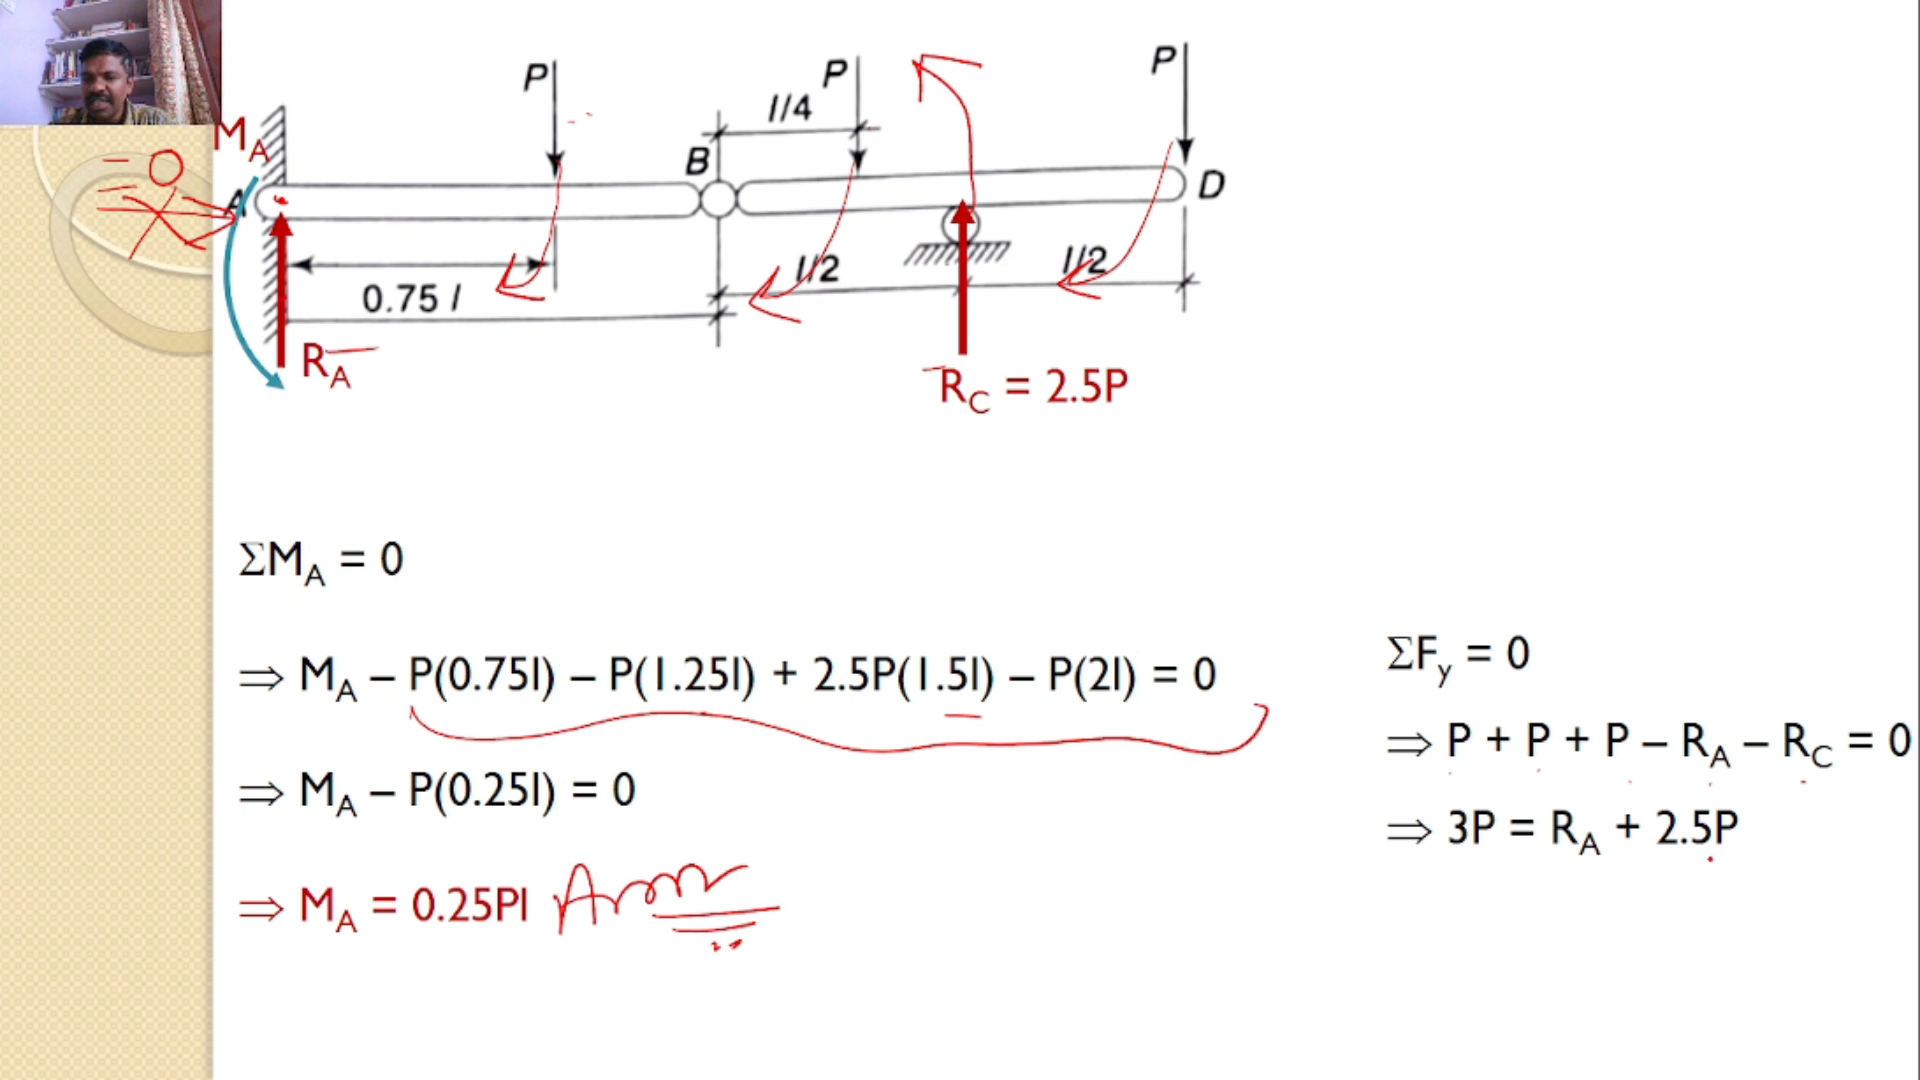 P
P
P
l/4
M_A
B
A
D
l/2
l/2
0.75 l
R_A
R_C = 2.5P
ΣM_A = 0
⇒ M_A – P(0.75l) – P(1.25l) + 2.5P(1.5l) – P(2l) = 0
⇒ M_A – P(0.25l) = 0
⇒ M_A = 0.25Pl
ΣF_y = 0
⇒ P + P + P – R_A – R_C = 0
⇒ 3P = R_A + 2.5P